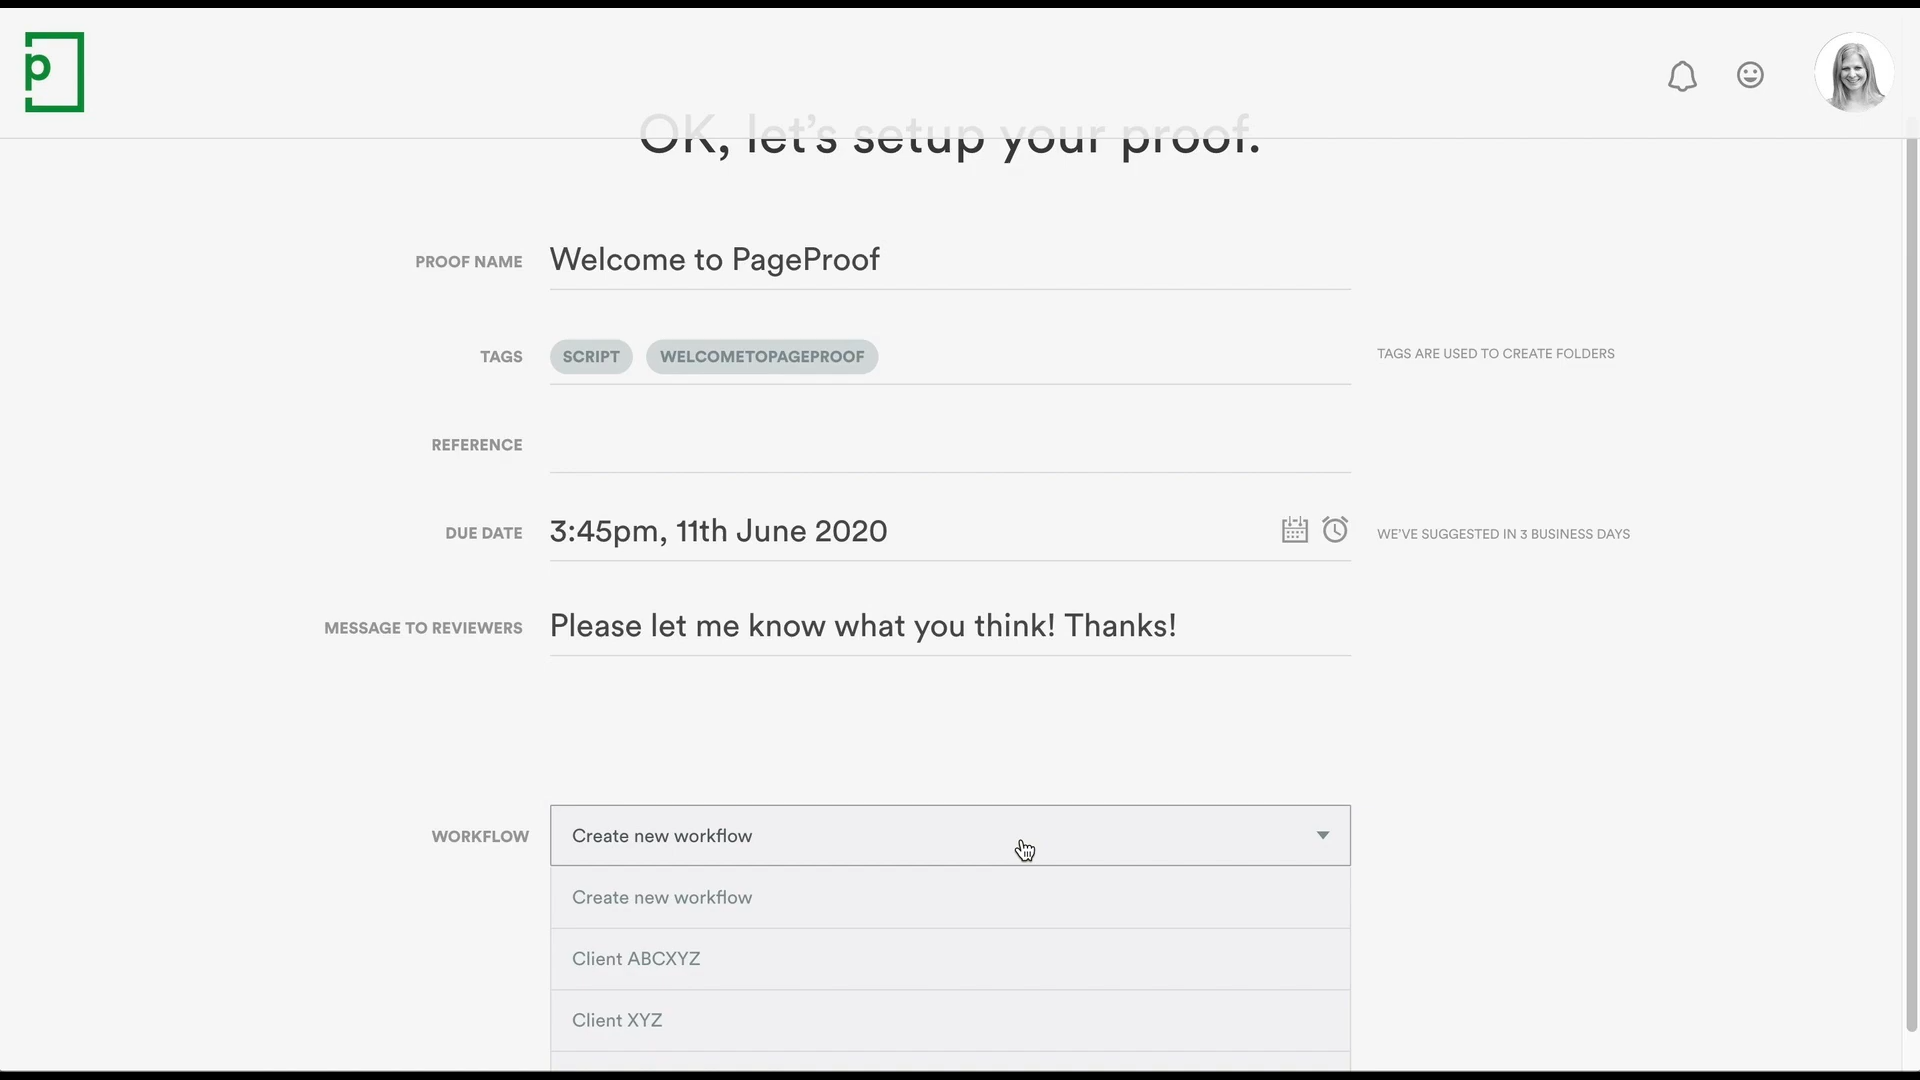 p
OK, let's setup your proof.
PROOF NAME Welcome to PageProof
TAGS SCRIPT WELCOMETOPAGEPROOF TAGS ARE USED TO CREATE FOLDERS
REFERENCE
DUE DATE 3:45pm, 11th June 2020 WE'VE SUGGESTED IN 3 BUSINESS DAYS
MESSAGE TO REVIEWERS Please let me know what you think! Thanks!
WORKFLOW Create new workflow
Create new workflow
Client ABCXYZ
Client XYZ